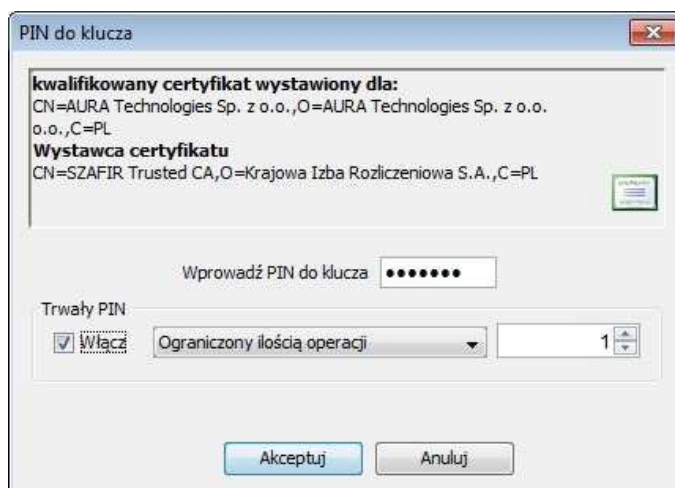 PIN do klucza
kwalifikowany certyfikat wystawiony dla:
CN=AURA Technologies Sp. z o.o.,O=AURA Technologies Sp. z o.o.
o.o.,C=PL
Wystawca certyfikatu
CN=SZAFIR Trusted CA,O=Krajowa Izba Rozliczeniowa S.A.,C=PL
Wprowadź PIN do klucza •••••••
Trwały PIN
Włącz Ograniczony ilością operacji 1
Akceptuj Anuluj